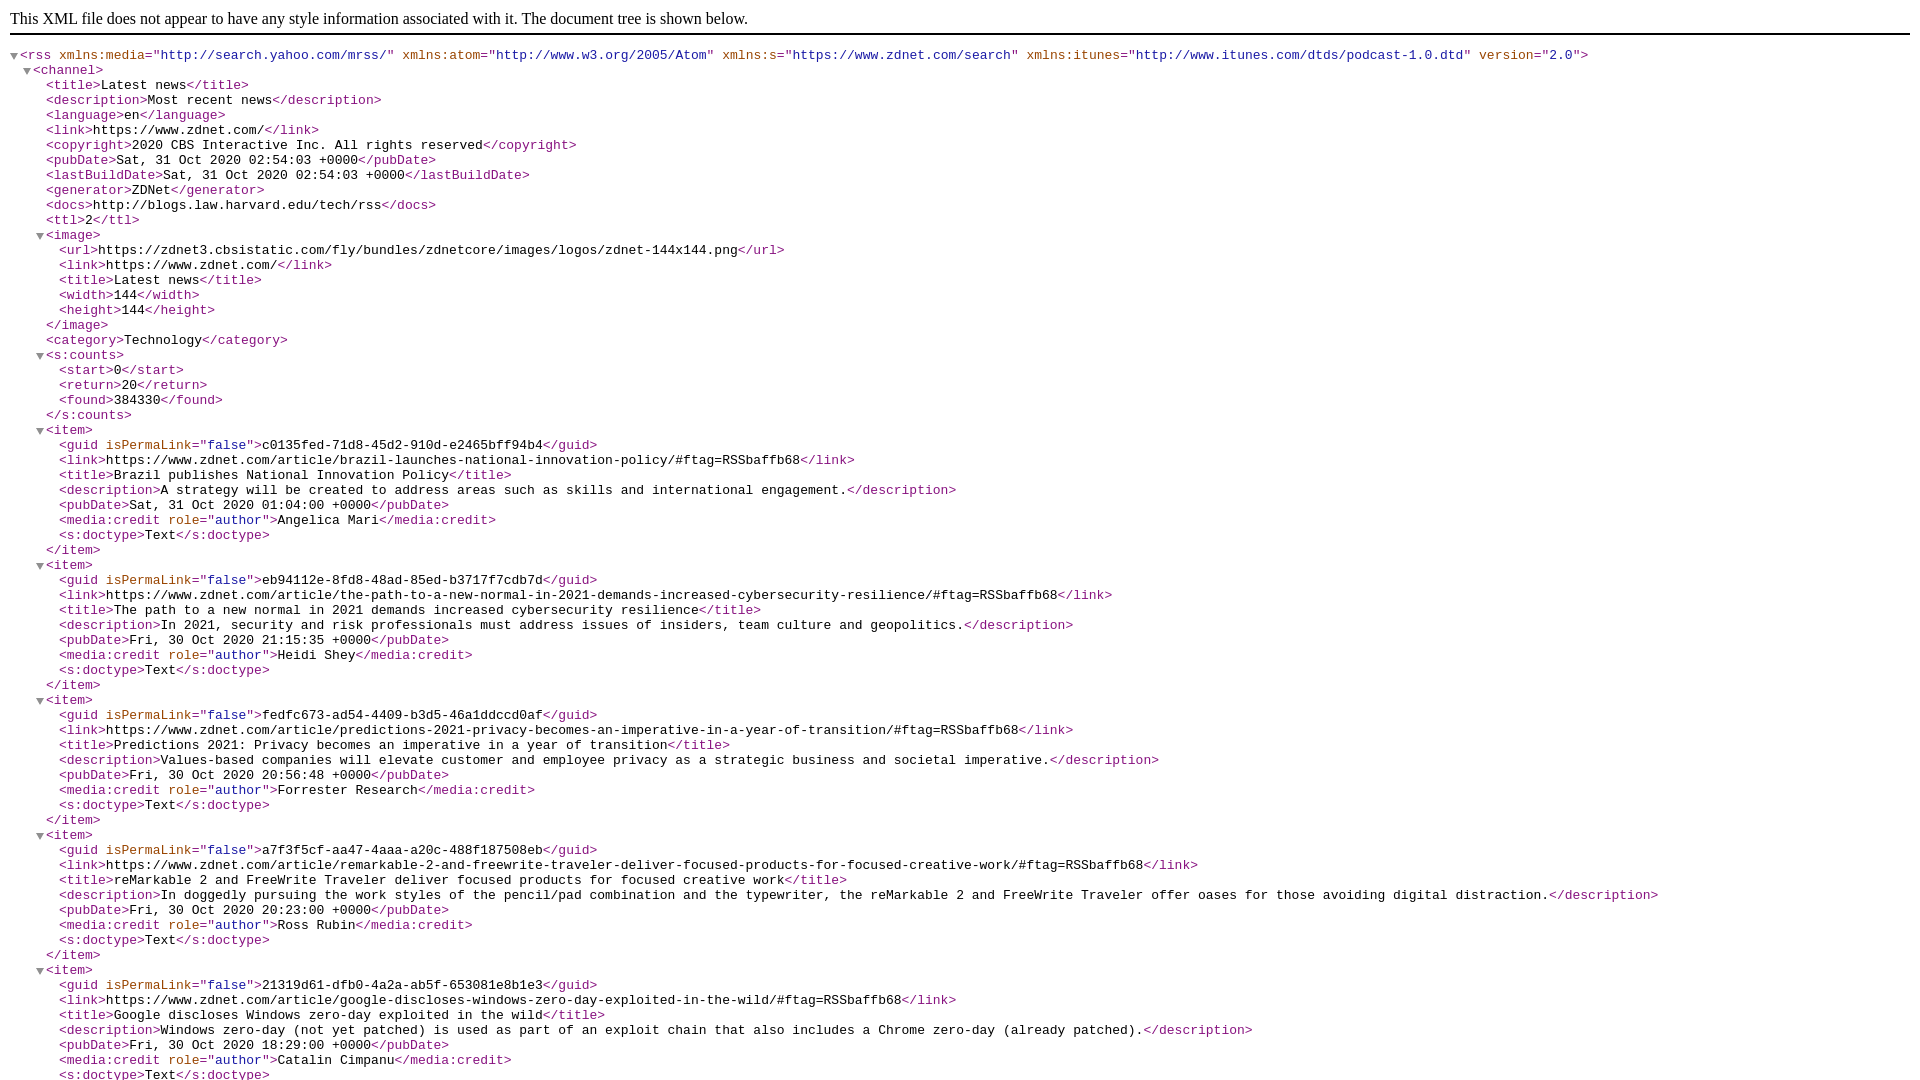 This XML file does not appear to have any style information associated with it. The document tree is shown below.
<rss xmlns:media="http://search.yahoo.com/mrss/" xmlns:atom="http://www.w3.org/2005/Atom" xmlns:s="https://www.zdnet.com/search" xmlns:itunes="http://www.itunes.com/dtds/podcast-1.0.dtd" version="2.0">
<channel>
<title>Latest news</title>
<description>Most recent news</description>
<language>en</language>
<link>https://www.zdnet.com/</link>
<copyright>2020 CBS Interactive Inc. All rights reserved</copyright>
<pubDate>Sat, 31 Oct 2020 02:54:03 +0000</pubDate>
<lastBuildDate>Sat, 31 Oct 2020 02:54:03 +0000</lastBuildDate>
<generator>ZDNet</generator>
<docs>http://blogs.law.harvard.edu/tech/rss</docs>
<ttl>2</ttl>
<image>
<url>https://zdnet3.cbsistatic.com/fly/bundles/zdnetcore/images/logos/zdnet-144x144.png</url>
<link>https://www.zdnet.com/</link>
<title>Latest news</title>
<width>144</width>
<height>144</height>
</image>
<category>Technology</category>
<s:counts>
<start>0</start>
<return>20</return>
<found>384330</found>
</s:counts>
<item>
<guid isPermaLink="false">c0135fed-71d8-45d2-910d-e2465bff94b4</guid>
<link>https://www.zdnet.com/article/brazil-launches-national-innovation-policy/#ftag=RSSbaffb68</link>
<title>Brazil publishes National Innovation Policy</title>
<description>A strategy will be created to address areas such as skills and international engagement.</description>
<pubDate>Sat, 31 Oct 2020 01:04:00 +0000</pubDate>
<media:credit role="author">Angelica Mari</media:credit>
<s:doctype>Text</s:doctype>
</item>
<item>
<guid isPermaLink="false">eb94112e-8fd8-48ad-85ed-b3717f7cdb7d</guid>
<link>https://www.zdnet.com/article/the-path-to-a-new-normal-in-2021-demands-increased-cybersecurity-resilience/#ftag=RSSbaffb68</link>
<title>The path to a new normal in 2021 demands increased cybersecurity resilience</title>
<description>In 2021, security and risk professionals must address issues of insiders, team culture and geopolitics.</description>
<pubDate>Fri, 30 Oct 2020 21:15:35 +0000</pubDate>
<media:credit role="author">Heidi Shey</media:credit>
<s:doctype>Text</s:doctype>
</item>
<item>
<guid isPermaLink="false">fedfc673-ad54-4409-b3d5-46a1ddccd0af</guid>
<link>https://www.zdnet.com/article/predictions-2021-privacy-becomes-an-imperative-in-a-year-of-transition/#ftag=RSSbaffb68</link>
<title>Predictions 2021: Privacy becomes an imperative in a year of transition</title>
<description>Values-based companies will elevate customer and employee privacy as a strategic business and societal imperative.</description>
<pubDate>Fri, 30 Oct 2020 20:56:48 +0000</pubDate>
<media:credit role="author">Forrester Research</media:credit>
<s:doctype>Text</s:doctype>
</item>
<item>
<guid isPermaLink="false">a7f3f5cf-aa47-4aaa-a20c-488f187508eb</guid>
<link>https://www.zdnet.com/article/remarkable-2-and-freewrite-traveler-deliver-focused-products-for-focused-creative-work/#ftag=RSSbaffb68</link>
<title>reMarkable 2 and FreeWrite Traveler deliver focused products for focused creative work</title>
<description>In doggedly pursuing the work styles of the pencil/pad combination and the typewriter, the reMarkable 2 and FreeWrite Traveler offer oases for those avoiding digital distraction.</description>
<pubDate>Fri, 30 Oct 2020 20:23:00 +0000</pubDate>
<media:credit role="author">Ross Rubin</media:credit>
<s:doctype>Text</s:doctype>
</item>
<item>
<guid isPermaLink="false">21319d61-dfb0-4a2a-ab5f-653081e8b1e3</guid>
<link>https://www.zdnet.com/article/google-discloses-windows-zero-day-exploited-in-the-wild/#ftag=RSSbaffb68</link>
<title>Google discloses Windows zero-day exploited in the wild</title>
<description>Windows zero-day (not yet patched) is used as part of an exploit chain that also includes a Chrome zero-day (already patched).</description>
<pubDate>Fri, 30 Oct 2020 18:29:00 +0000</pubDate>
<media:credit role="author">Catalin Cimpanu</media:credit>
<s:doctype>Text</s:doctype>